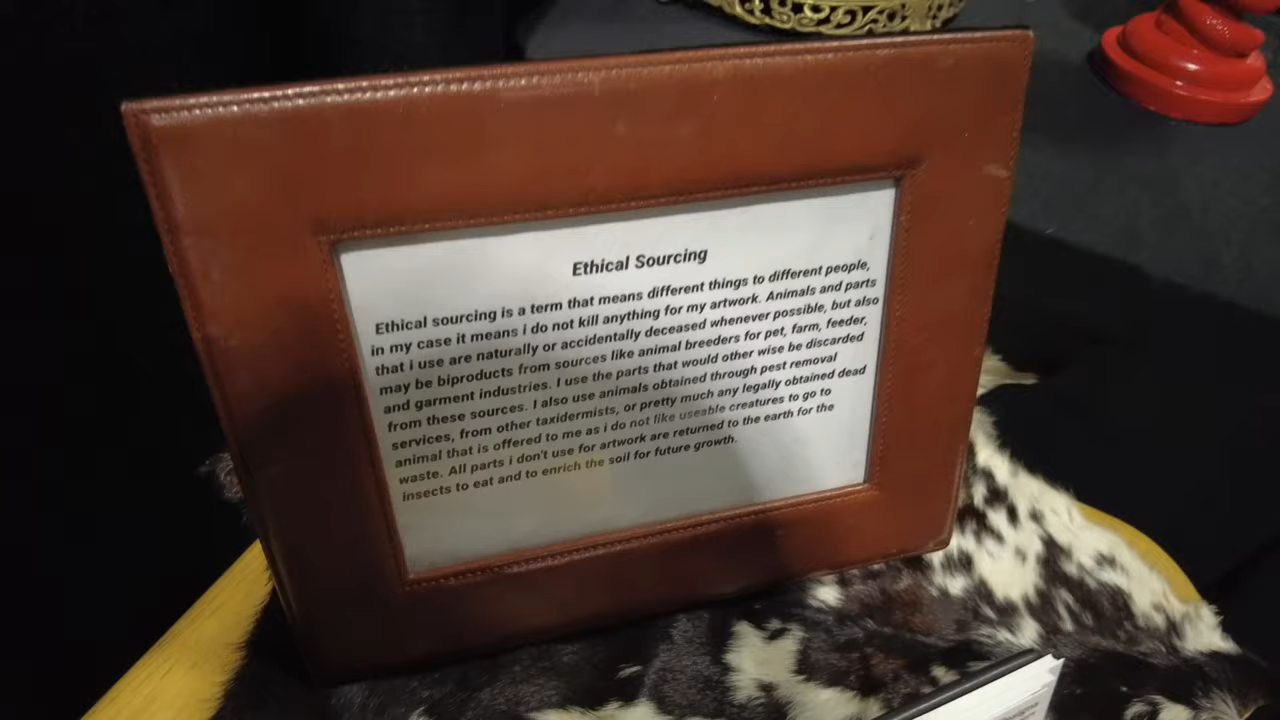 Ethical Sourcing
Ethical sourcing is a term that means different things to different people,
in my case it means i do not kill anything for my artwork. Animals and parts
that i use are naturally or accidentally deceased whenever possible, but also
may be biproducts from sources like animal breeders for pet, farm, feeder,
and garment industries. I use the parts that would other wise be discarded
from these sources. I also use animals obtained through pest removal
services, from other taxidermists, or pretty much any legally obtained dead
animal that is offered to me as i do not like useable creatures to go to
waste. All parts i don't use for artwork are returned to the earth for the
insects to eat and to enrich the soil for future growth.